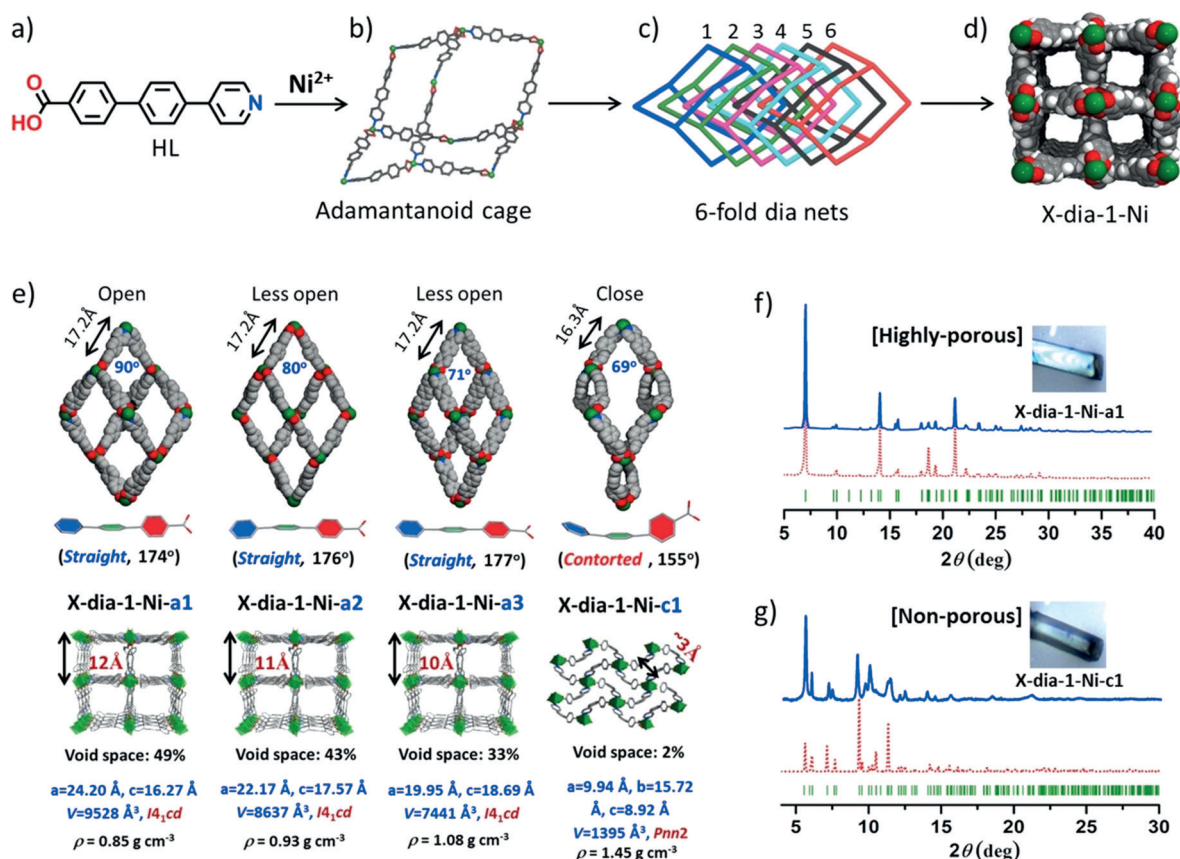 a)
O
HO
N
HL
Ni2+
b)
Adamantanoid cage
c)
1 2 3 4 5 6
6-fold dia nets
d)
X-dia-1-Ni
e)
Open
17.2Å
90°
(Straight, 174°)
X-dia-1-Ni-a1
12Å
Void space: 49%
a=24.20 Å, c=16.27 Å
V=9528 Å3, I41cd
ρ = 0.85 g cm-3
Less open
17.2Å
80°
(Straight, 176°)
X-dia-1-Ni-a2
11Å
Void space: 43%
a=22.17 Å, c=17.57 Å
V=8637 Å3, I41cd
ρ = 0.93 g cm-3
Less open
17.2Å
71°
(Straight, 177°)
X-dia-1-Ni-a3
10Å
Void space: 33%
a=19.95 Å, c=18.69 Å
V=7441 Å3, I41cd
ρ = 1.08 g cm-3
Close
16.3Å
69°
(Contorted , 155°)
X-dia-1-Ni-c1
~3Å
Void space: 2%
a=9.94 Å, b=15.72
Å, c=8.92 Å
V=1395 Å3, Pnn2
ρ = 1.45 g cm-3
f)
[Highly-porous]
X-dia-1-Ni-a1
5 10 15 20 25 30 35 40
2θ (deg)
g)
[Non-porous]
X-dia-1-Ni-c1
5 10 15 20 25 30
2θ (deg)